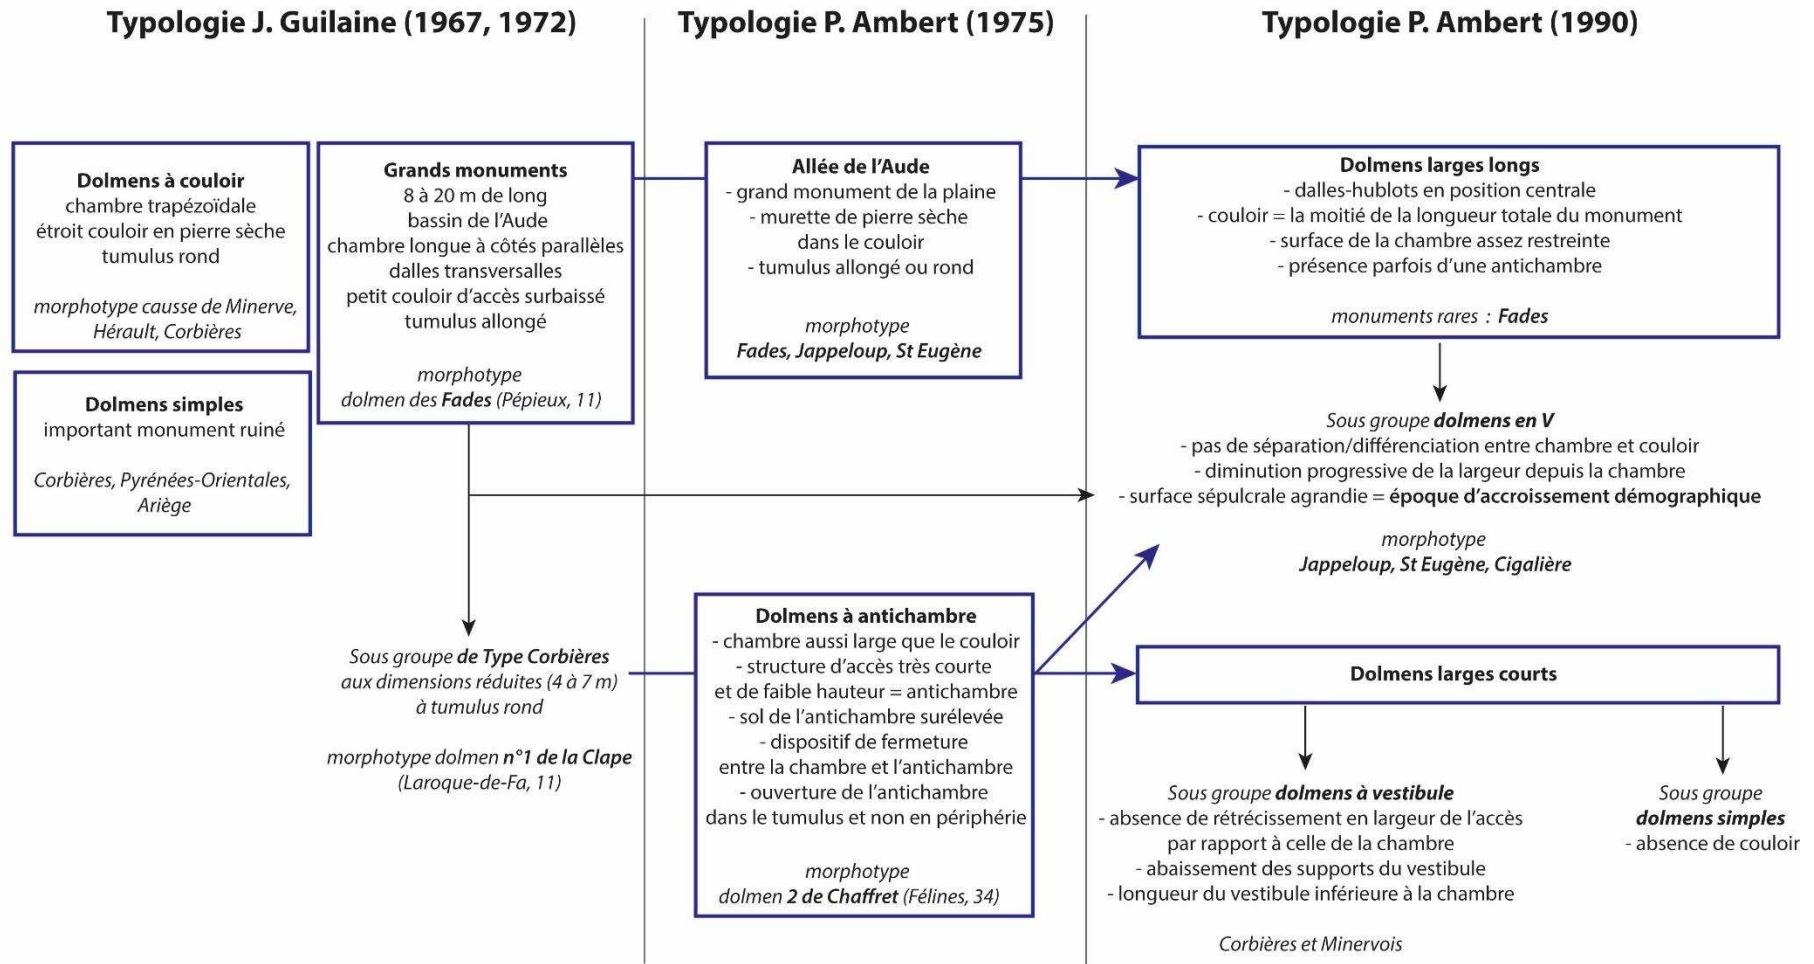 Typologie J. Guilaine (1967, 1972)
Typologie P. Ambert (1975)
Typologie P. Ambert (1990)
Dolmens à couloir
chambre trapézoïdale
étroit couloir en pierre sèche
tumulus rond
morphotype causse de Minerve,
Hérault, Corbières
Dolmens simples
important monument ruiné
Corbières, Pyrénées-Orientales,
Ariège
Grands monuments
8 à 20 m de long
bassin de l'Aude
chambre longue à côtés parallèles
dalles transversalles
petit couloir d'accès surbaissé
tumulus allongé
morphotype
dolmen des Fades (Pépieux, 11)
Sous groupe de Type Corbières
aux dimensions réduites (4 à 7 m)
à tumulus rond
morphotype dolmen n°1 de la Clape
(Laroque-de-Fa, 11)
Allée de l'Aude
- grand monument de la plaine
- murette de pierre sèche
dans le couloir
- tumulus allongé ou rond
morphotype
Fades, Jappeloup, St Eugène
Dolmens à antichambre
- chambre aussi large que le couloir
- structure d'accès très courte
et de faible hauteur = antichambre
- sol de l'antichambre surélevée
- dispositif de fermeture
entre la chambre et l'antichambre
- ouverture de l'antichambre
dans le tumulus et non en périphérie
morphotype
dolmen 2 de Chaffret (Félines, 34)
Dolmens larges longs
- dalles-hublots en position centrale
- couloir = la moitié de la longueur totale du monument
- surface de la chambre assez restreinte
- présence parfois d'une antichambre
monuments rares : Fades
Sous groupe dolmens en V
- pas de séparation/différenciation entre chambre et couloir
- diminution progressive de la largeur depuis la chambre
- surface sépulcrale agrandie = époque d'accroissement démographique
morphotype
Jappeloup, St Eugène, Cigalière
Dolmens larges courts
Sous groupe dolmens à vestibule
- absence de rétrécissement en largeur de l'accès
par rapport à celle de la chambre
- abaissement des supports du vestibule
- longueur du vestibule inférieure à la chambre
Corbières et Minervois
Sous groupe
dolmens simples
- absence de couloir